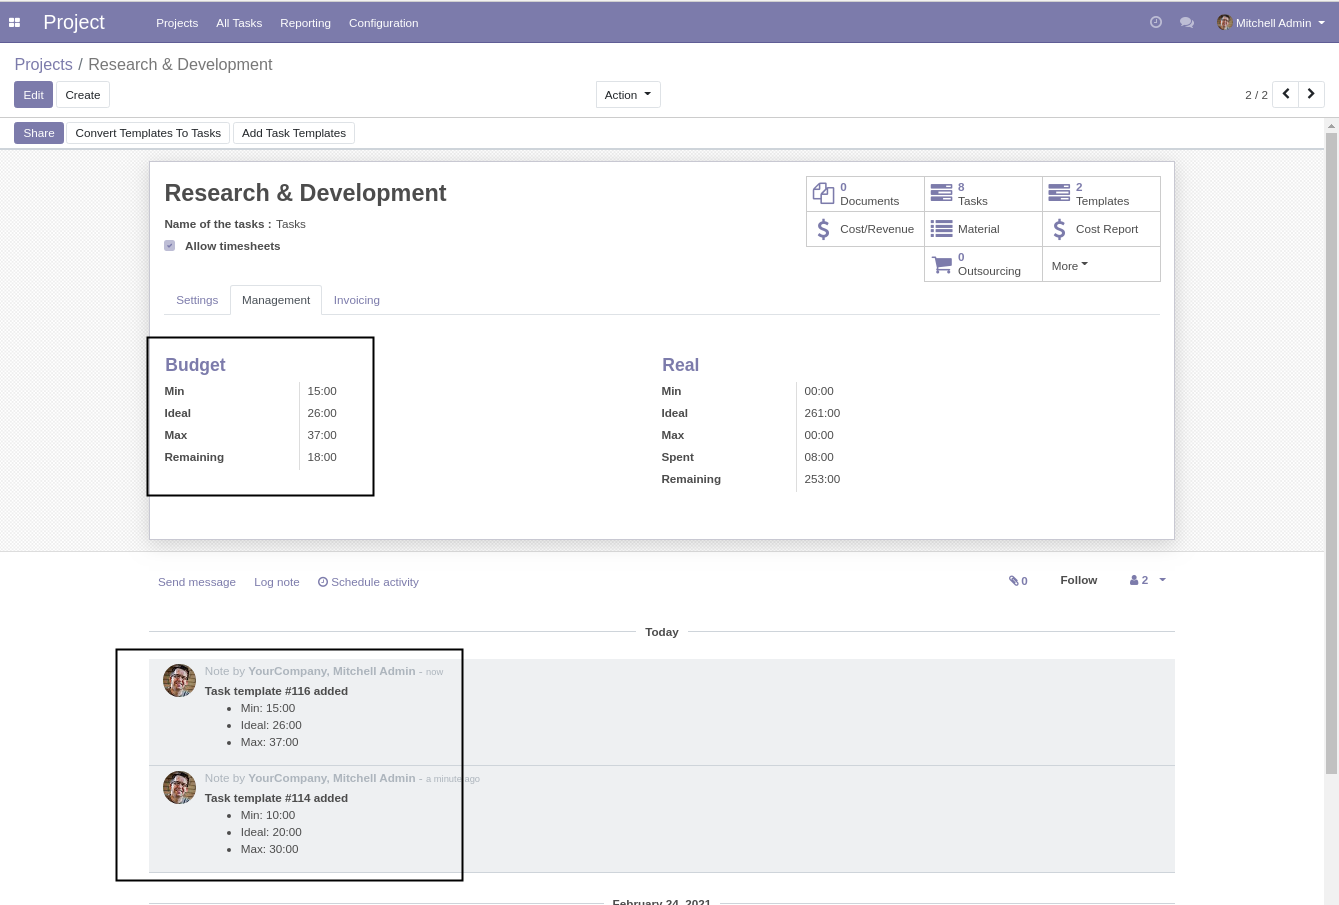 Project Projects All Tasks Reporting Configuration Mitchell Admin
Projects / Research & Development
Edit Create Action 2 / 2
Share Convert Templates To Tasks Add Task Templates
Research & Development
Name of the tasks : Tasks
Allow timesheets
0 Documents
8 Tasks
2 Templates
Cost/Revenue
Material
Cost Report
0 Outsourcing
More
Settings Management Invoicing
Budget
Min 15:00
Ideal 26:00
Max 37:00
Remaining 18:00
Real
Min 00:00
Ideal 261:00
Max 00:00
Spent 08:00
Remaining 253:00
Send message Log note Schedule activity 0 Follow 2
Today
Note by YourCompany, Mitchell Admin - now
Task template #116 added
Min: 15:00
Ideal: 26:00
Max: 37:00
Note by YourCompany, Mitchell Admin - a minute ago
Task template #114 added
Min: 10:00
Ideal: 20:00
Max: 30:00
February 24, 2021